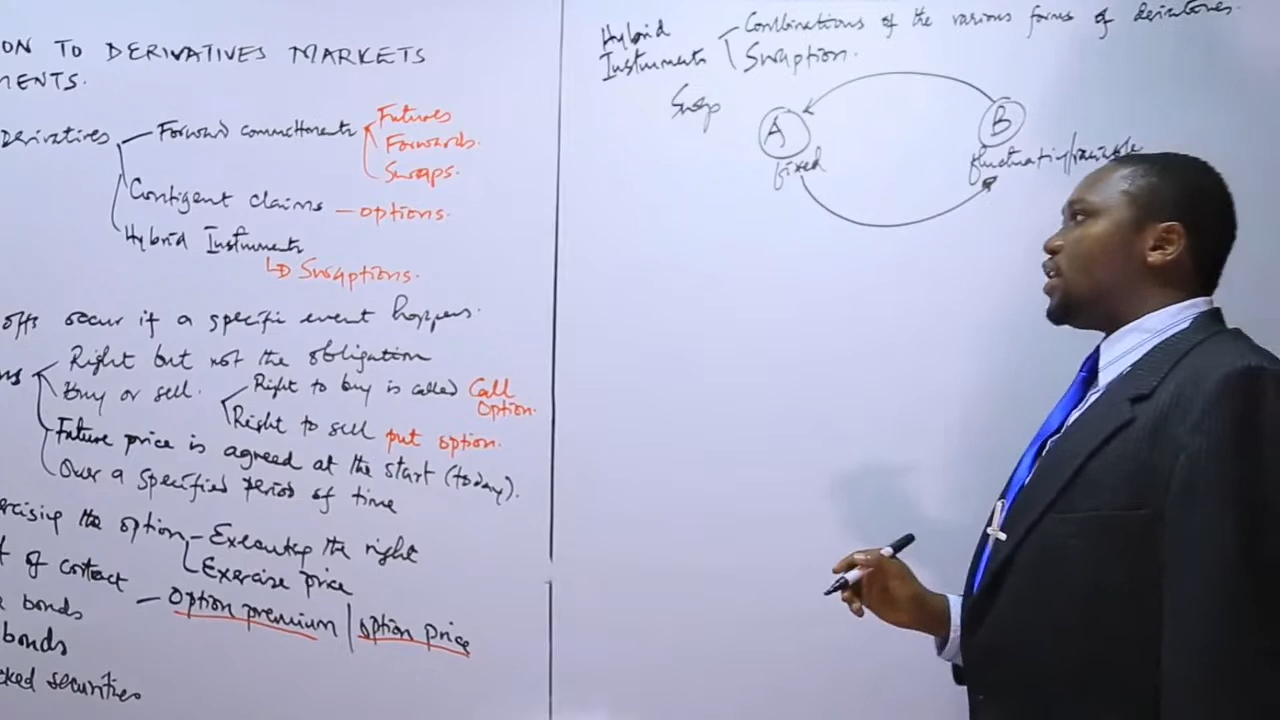 ON TO DERIVATIVES MARKETS
MENTS.
Derivatives
Forward commitments
Futures
Forwards.
Swaps.
Contigent claims - options.
Hybrid Instruments
↳ Swaptions.
offs occur if a specific event happens.
Right but not the obligation
Buy or sell.
Right to buy is called Call
Option.
Right to sell put option.
Future price is agreed at the start (today).
Over a specified period of time
ercising the option - Executing the right
Exercise price
of contract
- Option premium / option price
bonds
bonds
cked securities
Hybrid
Instruments
Combinations of the various forms of derivatives.
Swaption.
Swap
A
B
fixed
fluctuating/variable